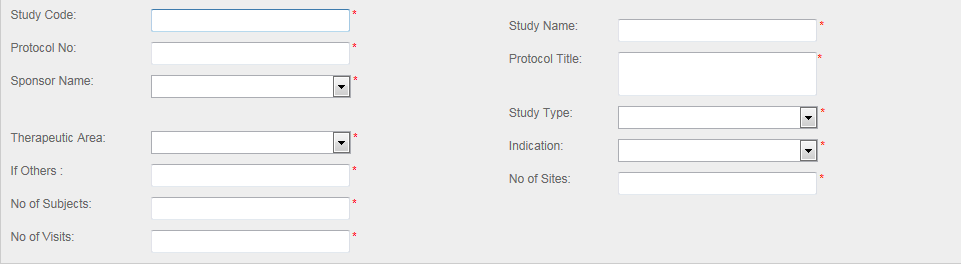 Study Code: *
Protocol No: *
Sponsor Name: *
Therapeutic Area: *
If Others : *
No of Subjects: *
No of Visits: *
Study Name: *
Protocol Title: *
Study Type: *
Indication: *
No of Sites: *